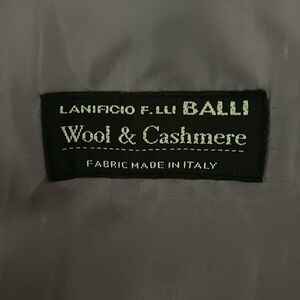 LANIFICIO F.LLI BALLI
Wool & Cashmere
FABRIC MADE IN ITALY